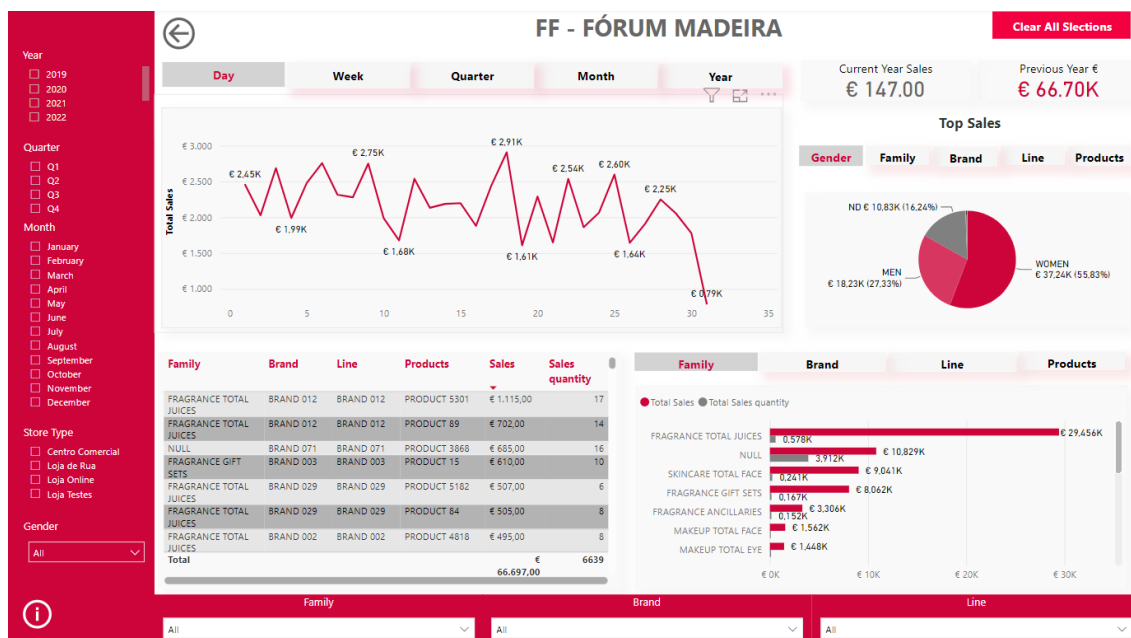 FF - FÓRUM MADEIRA
Clear All Slections
Year
2019
2020
2021
2022
Quarter
Q1
Q2
Q3
Q4
Month
January
February
March
April
May
June
July
August
September
October
November
December
Store Type
Centro Comercial
Loja de Rua
Loja Online
Loja Testes
Gender
All
Day Week Quarter Month Year
Total Sales
€ 3.000
€ 2.500
€ 2.000
€ 1.500
€ 1.000
€ 2,45K
€ 1,99K
€ 2,75K
€ 1,68K
€ 2,91K
€ 1,61K
€ 2,54K
€ 2,60K
€ 1,64K
€ 2,25K
€ 0,79K
0 5 10 15 20 25 30 35
Current Year Sales
€ 147.00
Previous Year €
€ 66.70K
Top Sales
Gender Family Brand Line Products
ND € 10,83K (16,24%)
WOMEN
€ 37,24K (55,83%)
MEN
€ 18,23K (27,33%)
Family Brand Line Products Sales Sales
quantity
FRAGRANCE TOTAL BRAND 012 BRAND 012 PRODUCT 5301 € 1.115,00 17
JUICES
FRAGRANCE TOTAL BRAND 012 BRAND 012 PRODUCT 89 € 702,00 14
JUICES
NULL BRAND 071 BRAND 071 PRODUCT 3868 € 685,00 16
FRAGRANCE GIFT BRAND 003 BRAND 003 PRODUCT 15 € 610,00 10
SETS
FRAGRANCE TOTAL BRAND 029 BRAND 029 PRODUCT 5182 € 507,00 6
JUICES
FRAGRANCE TOTAL BRAND 029 BRAND 029 PRODUCT 84 € 505,00 8
JUICES
FRAGRANCE TOTAL BRAND 002 BRAND 002 PRODUCT 4818 € 495,00 8
JUICES
Total € 6639
66.697,00
Family Brand Line Products
Total Sales Total Sales quantity
FRAGRANCE TOTAL JUICES € 29,456K
0,578K
NULL € 10,829K
3,912K
SKINCARE TOTAL FACE € 9,041K
0,241K
FRAGRANCE GIFT SETS € 8,062K
0,167K
FRAGRANCE ANCILLARIES € 3,306K
0,152K
MAKEUP TOTAL FACE € 1,562K
MAKEUP TOTAL EYE € 1,448K
€ 0K € 10K € 20K € 30K
Family Brand Line
All All All